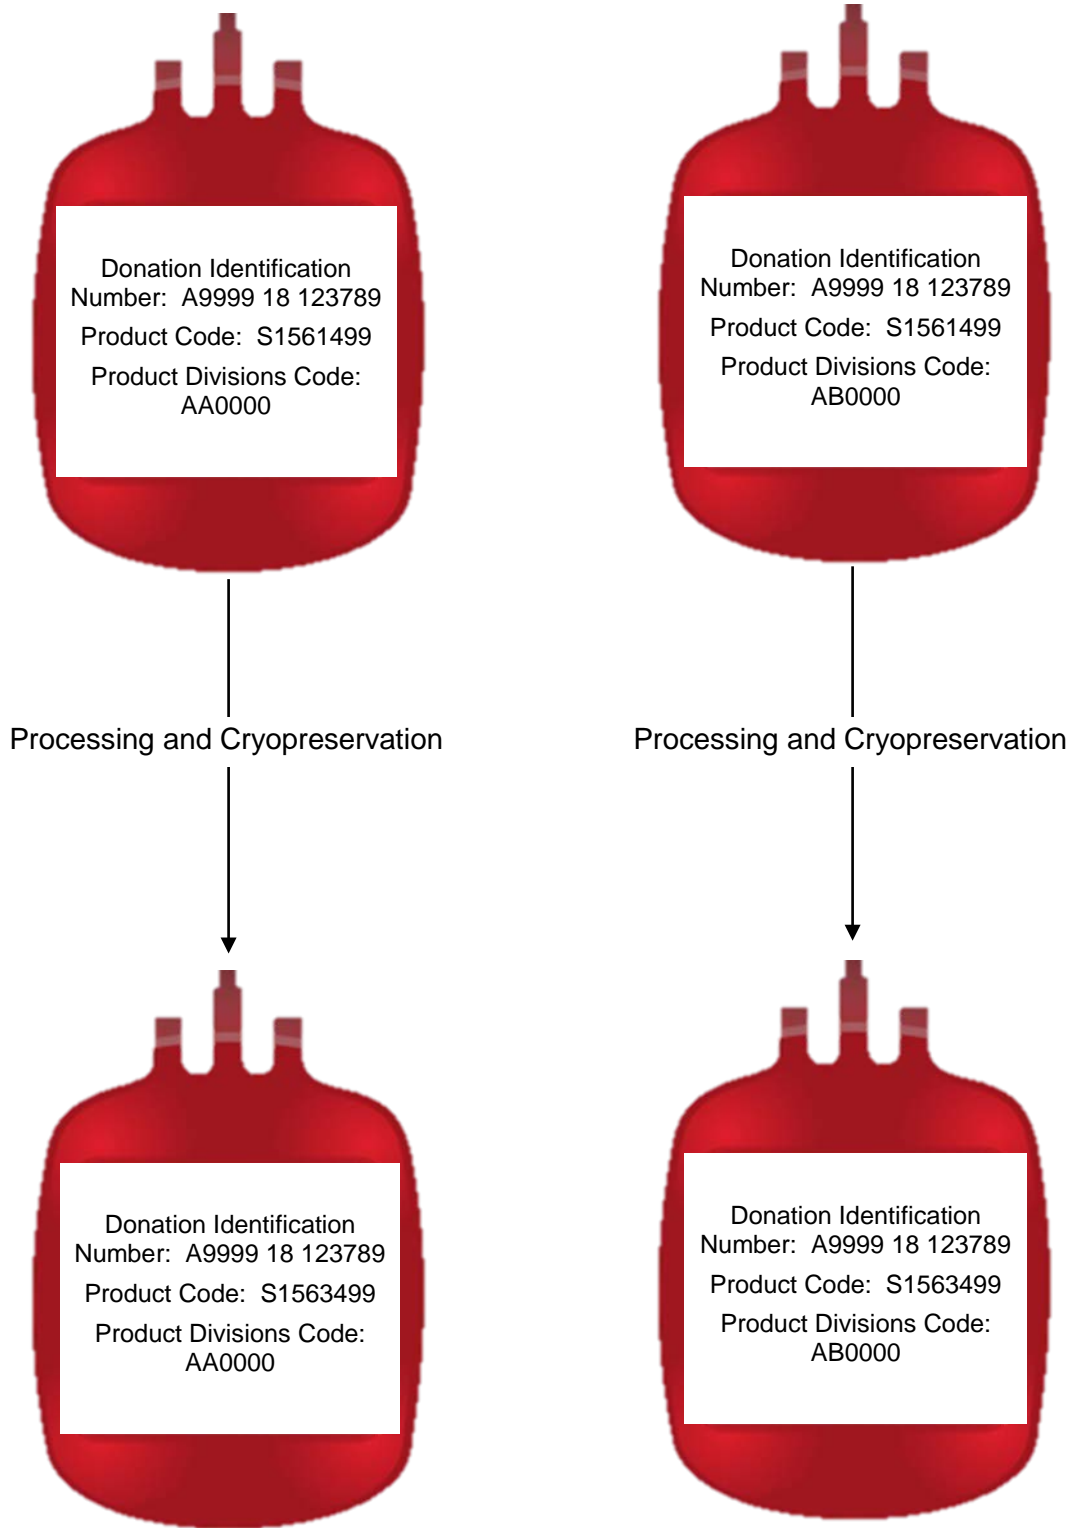 Donation Identification
Number:  A9999 18 123789
Product Code:  S1561499
Product Divisions Code:
AA0000
Donation Identification
Number:  A9999 18 123789
Product Code:  S1561499
Product Divisions Code:
AB0000
Processing and Cryopreservation
Processing and Cryopreservation
Donation Identification
Number:  A9999 18 123789
Product Code:  S1563499
Product Divisions Code:
AA0000
Donation Identification
Number:  A9999 18 123789
Product Code:  S1563499
Product Divisions Code:
AB0000